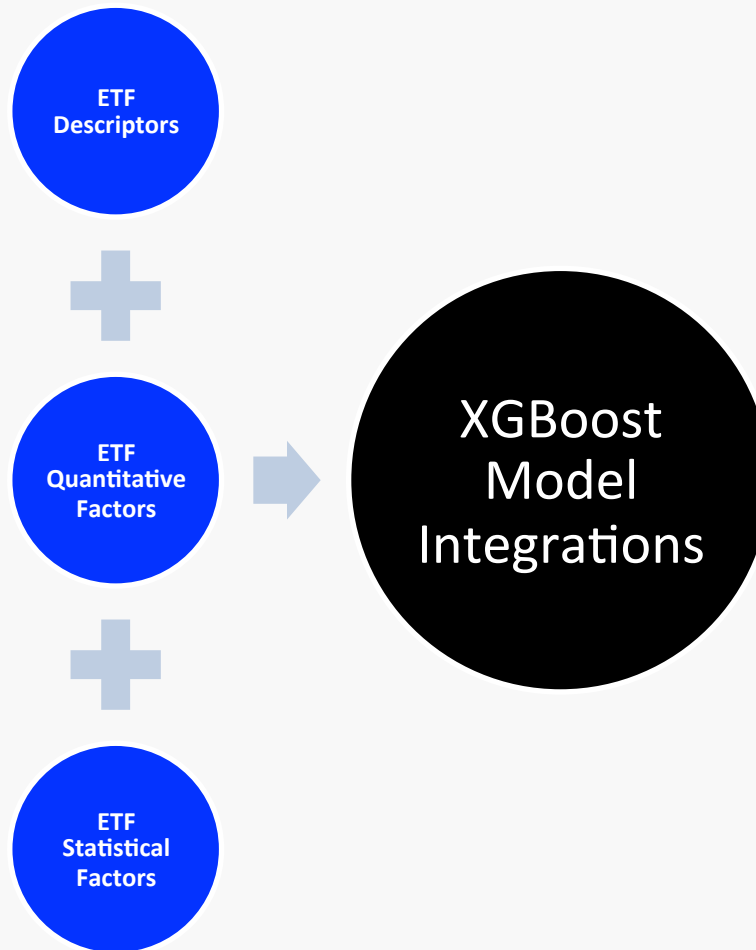 ETF
Descriptors
ETF
Quantitative
Factors
XGBoost
Model
Integrations
ETF
Statistical
Factors